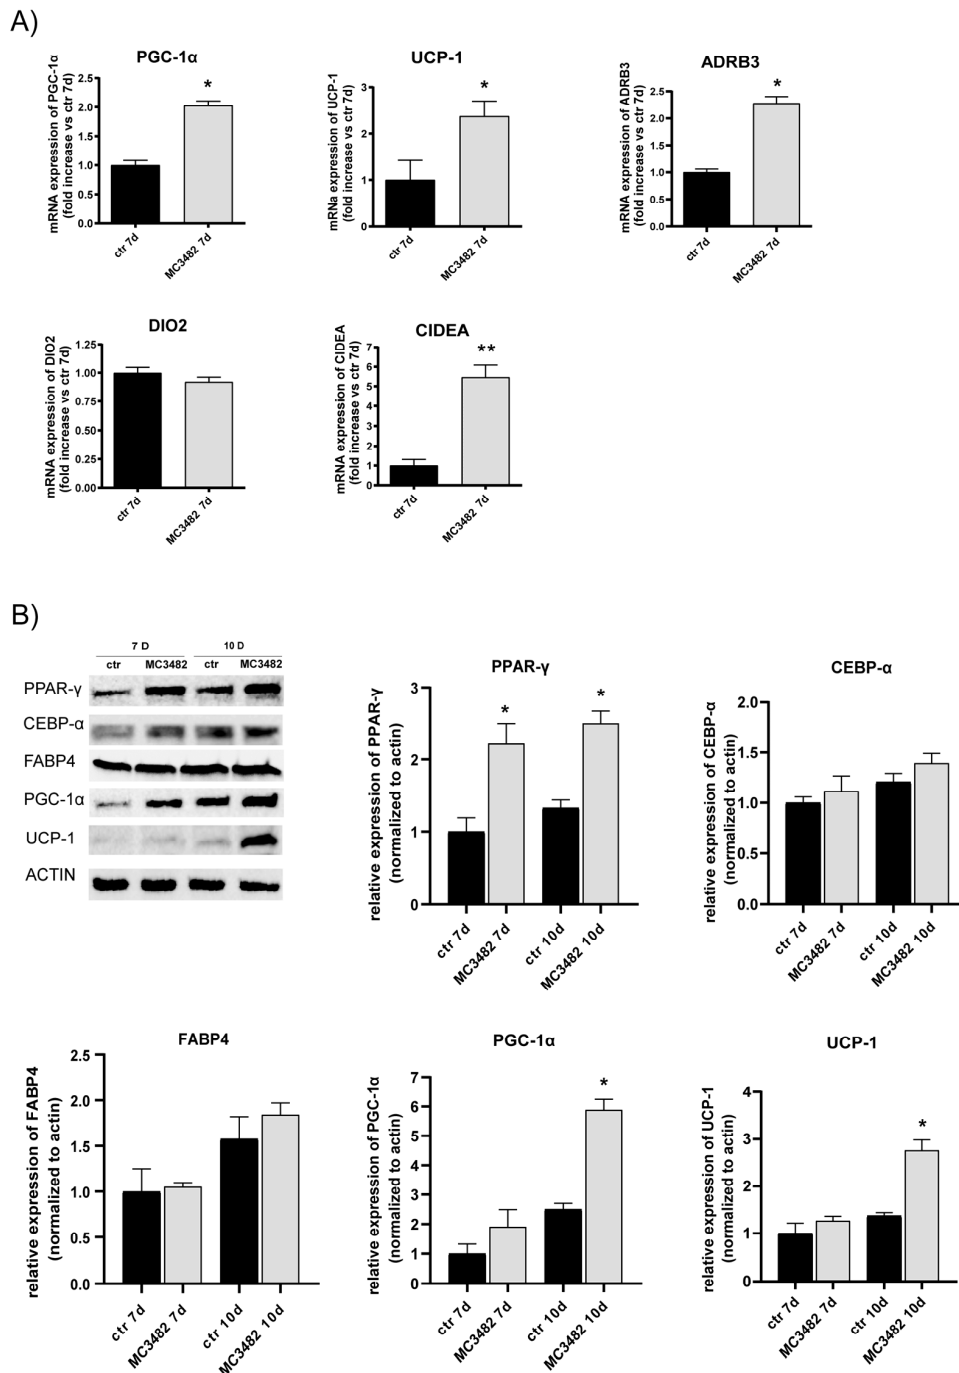 A)
PGC-1α
mRNA expression of PGC-1α
(fold increase vs ctr 7d)
2.5
2.0
1.5
1.0
0.5
0.0
*
ctr 7d
MC3482 7d
UCP-1
mRNa expression of UCP-1
(fold increase vs ctr 7d)
3
2
1
0
*
ctr 7d
MC3482 7d
ADRB3
mRNA expression of ADRB3
(fold increase vs ctr 7d)
2.5
2.0
1.5
1.0
0.5
0.0
*
ctr 7d
MC3482 7d
DIO2
mRNA expression of DIO2
(fold increase vs ctr 7d)
1.25
1.00
0.75
0.50
0.25
0.00
ctr 7d
MC3482 7d
CIDEA
mRNA expression of CIDEA
(fold increase vs ctr 7d)
7
6
5
4
3
2
1
0
**
ctr 7d
MC3482 7d
B)
7 D 10 D
ctr MC3482 ctr MC3482
PPAR-γ
CEBP-α
FABP4
PGC-1α
UCP-1
ACTIN
PPAR-γ
relative expression of PPAR-γ
(normalized to actin)
3
2
1
0
* *
ctr 7d
MC3482 7d
ctr 10d
MC3482 10d
CEBP-α
relative expression of CEBP-α
(normalized to actin)
2.0
1.5
1.0
0.5
0.0
ctr 7d
MC3482 7d
ctr 10d
MC3482 10d
FABP4
relative expression of FABP4
(normalized to actin)
2.5
2.0
1.5
1.0
0.5
0.0
ctr 7d
MC3482 7d
ctr 10d
MC3482 10d
PGC-1α
relative expression of PGC-1α
(normalized to actin)
7
6
5
4
3
2
1
0
*
ctr 7d
MC3482 7d
ctr 10d
MC3482 10d
UCP-1
relative expression of UCP-1
(normalized to actin)
4
3
2
1
0
*
ctr 7d
MC3482 7d
ctr 10d
MC3482 10d